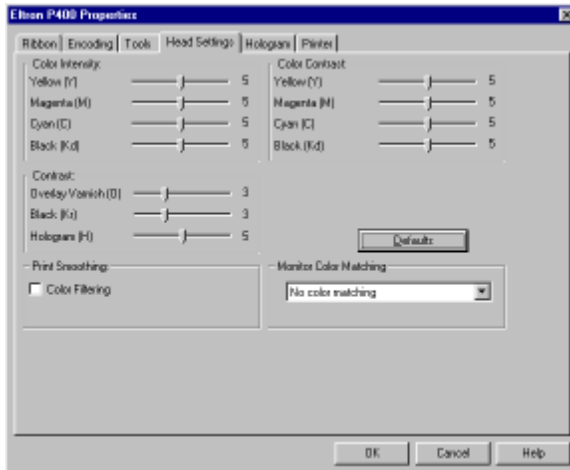 Eltron P400 Properties
Ribbon Encoding Tools Head Settings Hologram Printer
Color Intensity:
Yellow (Y) 5
Magenta (M) 5
Cyan (C) 5
Black (Kd) 5
Color Contrast:
Yellow (Y) 5
Magenta (M) 5
Cyan (C) 5
Black (Kd) 5
Contrast:
Overlay Varnish (O) 3
Black (Kr) 3
Hologram (H) 5
Defaults
Print Smoothing:
Color Filtering
Monitor Color Matching
No color matching
OK Cancel Help